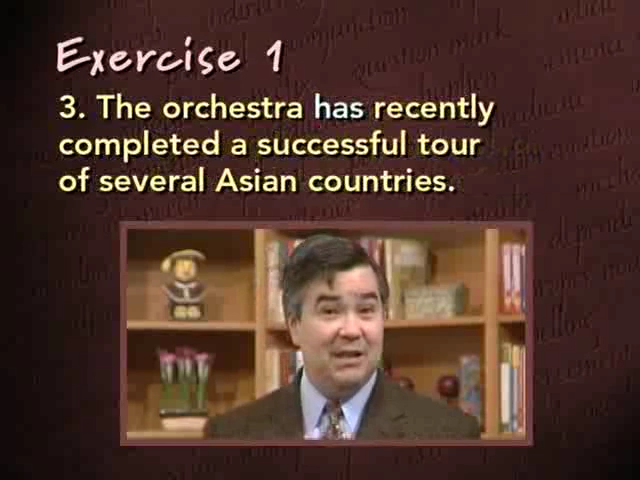 Exercise 1
3. The orchestra has recently
completed a successful tour
of several Asian countries.